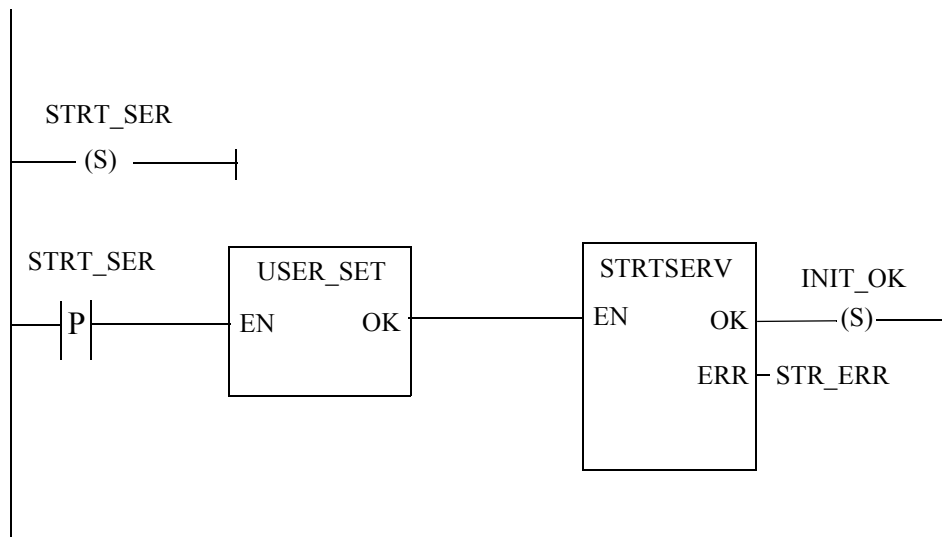 STRT_SER
(S)
STRT_SER
P
USER_SET
EN OK
STRTSERV
EN OK
ERR
INIT_OK
(S)
STR_ERR